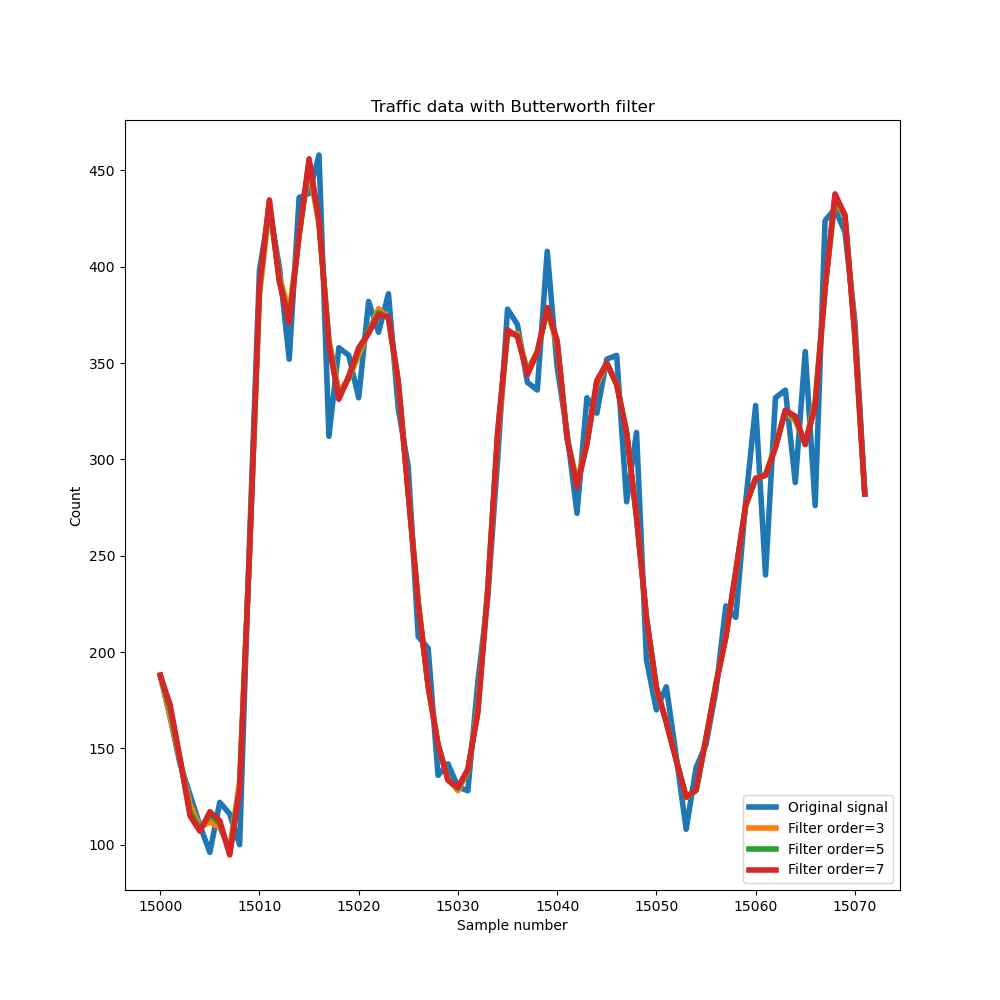 Traffic data with Butterworth filter
Count
450
400
350
300
250
200
150
100
15000
15010
15020
15030
15040
15050
15060
15070
Sample number
Original signal
Filter order=3
Filter order=5
Filter order=7